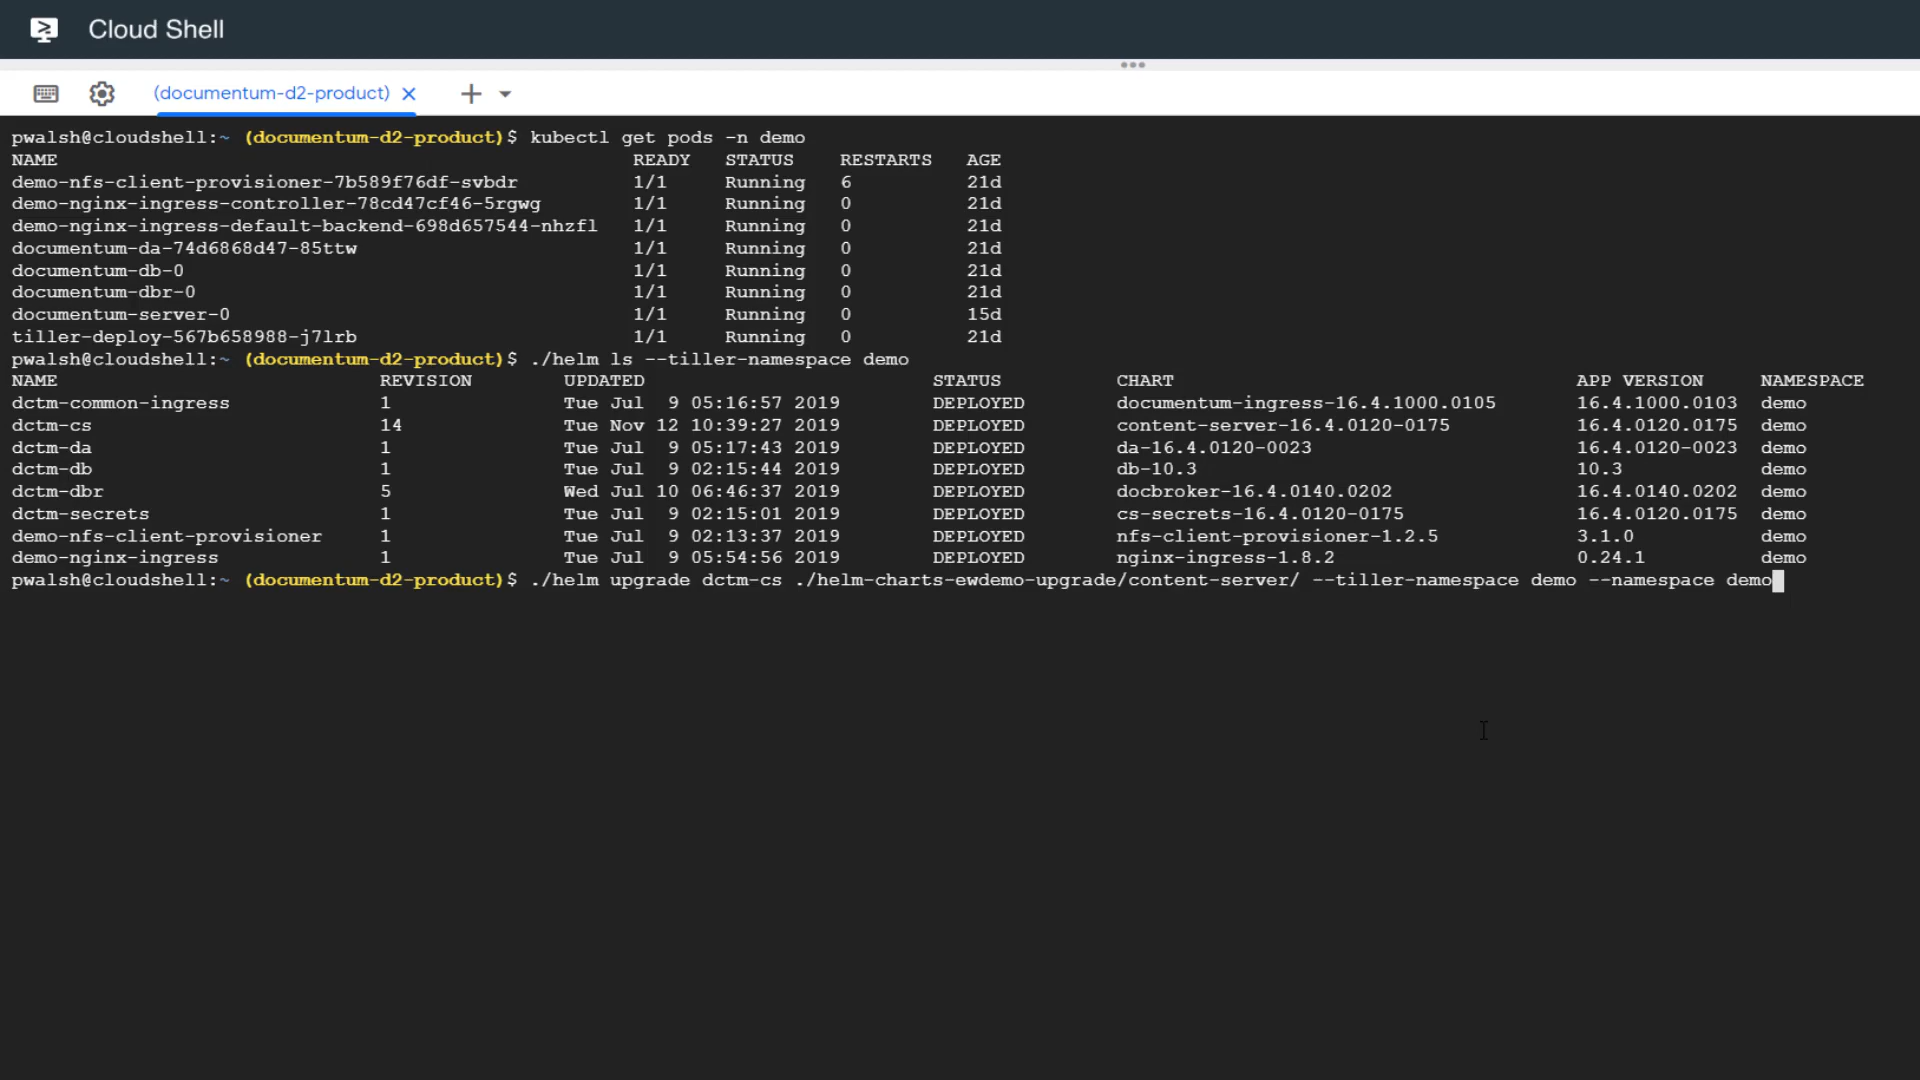 Cloud Shell
(documentum-d2-product)
pwalsh@cloudshell:~ (documentum-d2-product)$ kubectl get pods -n demo
NAME READY STATUS RESTARTS AGE
demo-nfs-client-provisioner-7b589f76df-svbdr 1/1 Running 6 21d
demo-nginx-ingress-controller-78cd47cf46-5rgwg 1/1 Running 0 21d
demo-nginx-ingress-default-backend-698d657544-nhzfl 1/1 Running 0 21d
documentum-da-74d6868d47-85ttw 1/1 Running 0 21d
documentum-db-0 1/1 Running 0 21d
documentum-dbr-0 1/1 Running 0 21d
documentum-server-0 1/1 Running 0 15d
tiller-deploy-567b658988-j7lrb 1/1 Running 0 21d
pwalsh@cloudshell:~ (documentum-d2-product)$ ./helm ls --tiller-namespace demo
NAME REVISION UPDATED STATUS CHART APP VERSION NAMESPACE
dctm-common-ingress 1 Tue Jul 9 05:16:57 2019 DEPLOYED documentum-ingress-16.4.1000.0105 16.4.1000.0103 demo
dctm-cs 14 Tue Nov 12 10:39:27 2019 DEPLOYED content-server-16.4.0120-0175 16.4.0120.0175 demo
dctm-da 1 Tue Jul 9 05:17:43 2019 DEPLOYED da-16.4.0120-0023 16.4.0120-0023 demo
dctm-db 1 Tue Jul 9 02:15:44 2019 DEPLOYED db-10.3 10.3 demo
dctm-dbr 5 Wed Jul 10 06:46:37 2019 DEPLOYED docbroker-16.4.0140.0202 16.4.0140.0202 demo
dctm-secrets 1 Tue Jul 9 02:15:01 2019 DEPLOYED cs-secrets-16.4.0120-0175 16.4.0120.0175 demo
demo-nfs-client-provisioner 1 Tue Jul 9 02:13:37 2019 DEPLOYED nfs-client-provisioner-1.2.5 3.1.0 demo
demo-nginx-ingress 1 Tue Jul 9 05:54:56 2019 DEPLOYED nginx-ingress-1.8.2 0.24.1 demo
pwalsh@cloudshell:~ (documentum-d2-product)$ ./helm upgrade dctm-cs ./helm-charts-ewdemo-upgrade/content-server/ --tiller-namespace demo --namespace demo